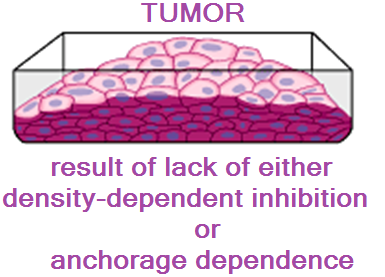 TUMOR
result of lack of either
density-dependent inhibition
or
anchorage dependence